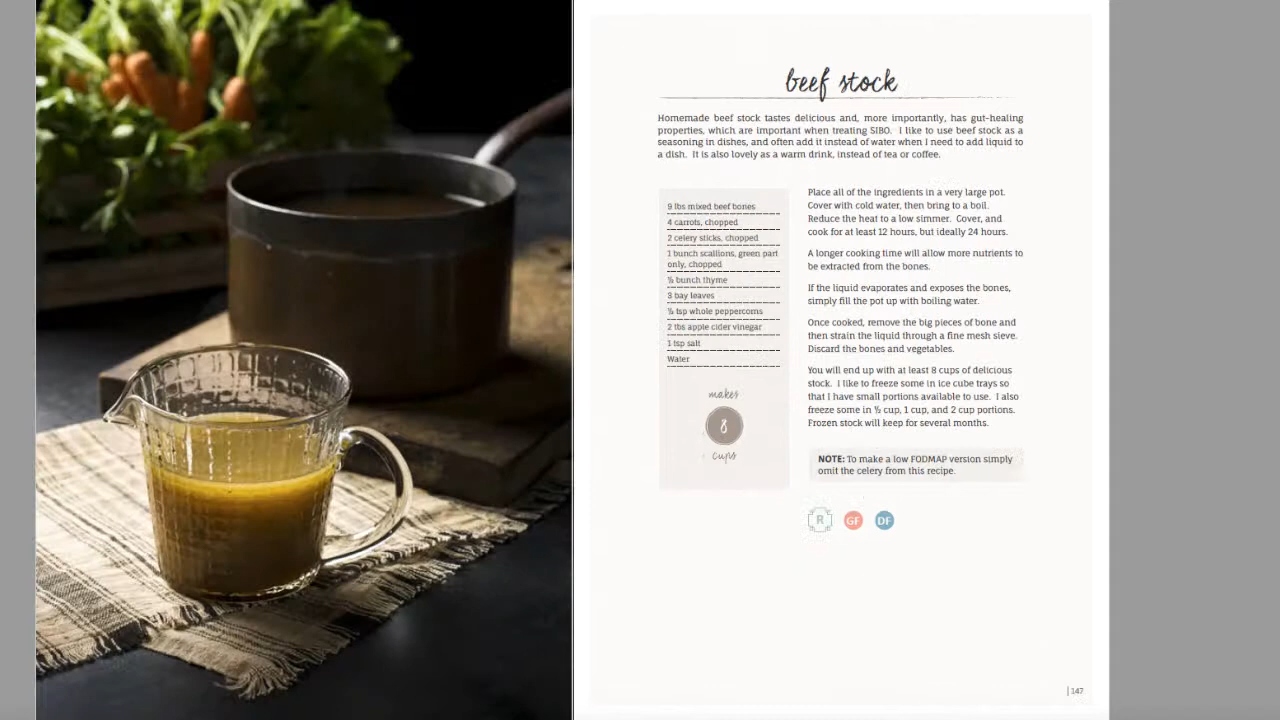 beef stock
Homemade beef stock tastes delicious and, more importantly, has gut-healing
properties, which are important when treating SIBO. I like to use beef stock as a
seasoning in dishes, and often add it instead of water when I need to add liquid to
a dish. It is also lovely as a warm drink, instead of tea or coffee.
9 lbs mixed beef bones
4 carrots, chopped
2 celery sticks, chopped
1 bunch scallions, green part
only, chopped
½ bunch thyme
3 bay leaves
½ tsp whole peppercorns
2 tbs apple cider vinegar
1 tsp salt
Water
makes
8
cups
Place all of the ingredients in a very large pot.
Cover with cold water, then bring to a boil.
Reduce the heat to a low simmer. Cover, and
cook for at least 12 hours, but ideally 24 hours.
A longer cooking time will allow more nutrients to
be extracted from the bones.
If the liquid evaporates and exposes the bones,
simply fill the pot up with boiling water.
Once cooked, remove the big pieces of bone and
then strain the liquid through a fine mesh sieve.
Discard the bones and vegetables.
You will end up with at least 8 cups of delicious
stock. I like to freeze some in ice cube trays so
that I have small portions available to use. I also
freeze some in ½ cup, 1 cup, and 2 cup portions.
Frozen stock will keep for several months.
NOTE: To make a low FODMAP version simply
omit the celery from this recipe.
R GF DF
147